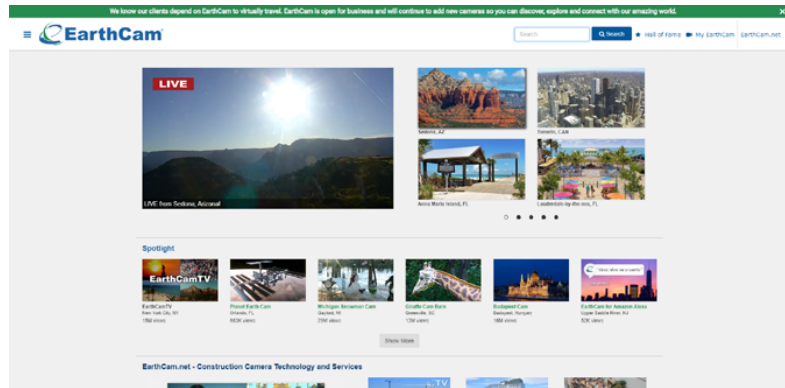 We know our clients depend on EarthCam to virtually travel. EarthCam is open for business and will continue to add new cameras so you can discover, explore and connect with our amazing world.
EarthCam
Search
Search
Hall of Fame
My EarthCam
EarthCam.net
LIVE
LIVE from Sedona, Arizona!
Sedona, AZ
Toronto, CAN
Anna Maria Island, FL
Lauderdale-by-the-sea, FL
Spotlight
EarthCamTV
EarthCamTV
New York City, NY
Planet Earth Cam
Orlando, FL
Michigan Snowman Cam
Gaylord, MI
Giraffe Cam Barn
Greenville, SC
Budapest Cam
Budapest, Hungary
EarthCam for Amazon Alexa
Upper Saddle River, NJ
Show More
EarthCam.net - Construction Camera Technology and Services